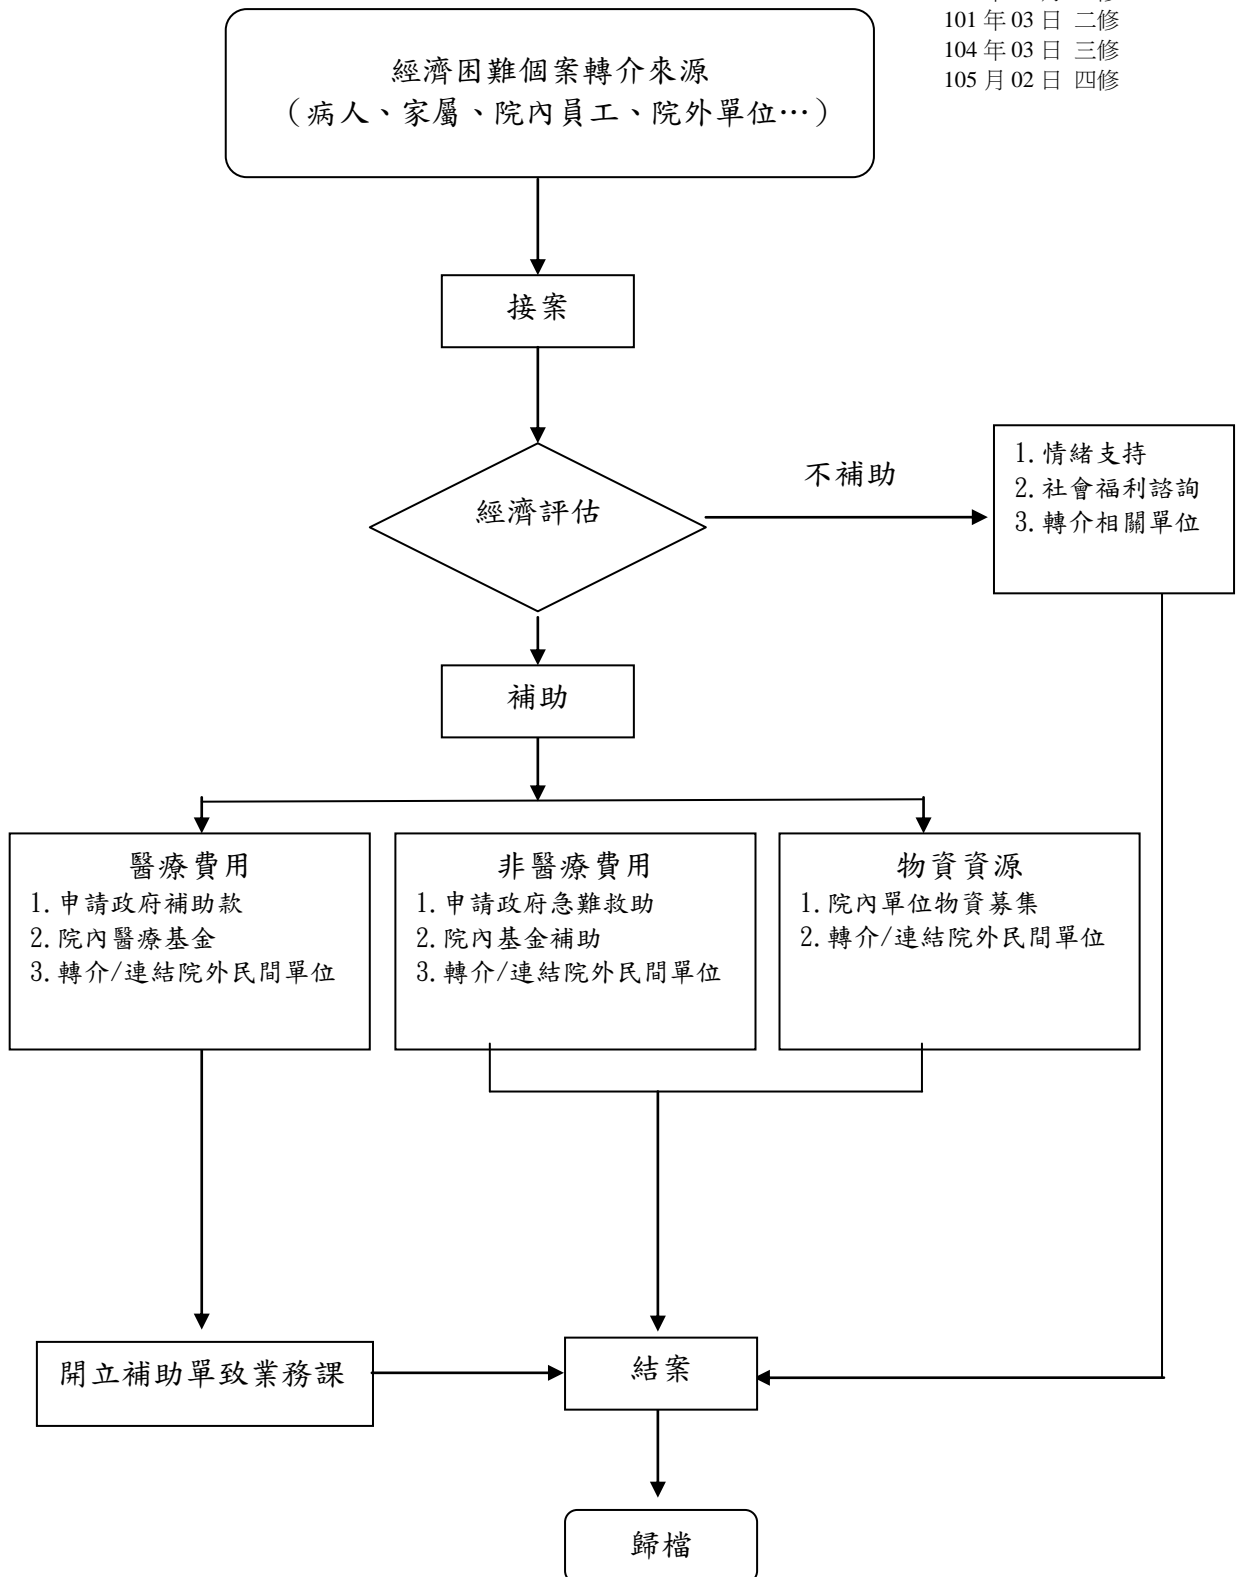 101 年 03 日 二修
104 年 03 日 三修
105 月 02 日 四修
經濟困難個案轉介來源
（病人、家屬、院內員工、院外單位…）
接案
經濟評估
不補助
1.情緒支持
2.社會福利諮詢
3.轉介相關單位
補助
醫療費用
1.申請政府補助款
2.院內醫療基金
3.轉介/連結院外民間單位
非醫療費用
1.申請政府急難救助
2.院內基金補助
3.轉介/連結院外民間單位
物資資源
1.院內單位物資募集
2.轉介/連結院外民間單位
開立補助單致業務課
結案
歸檔